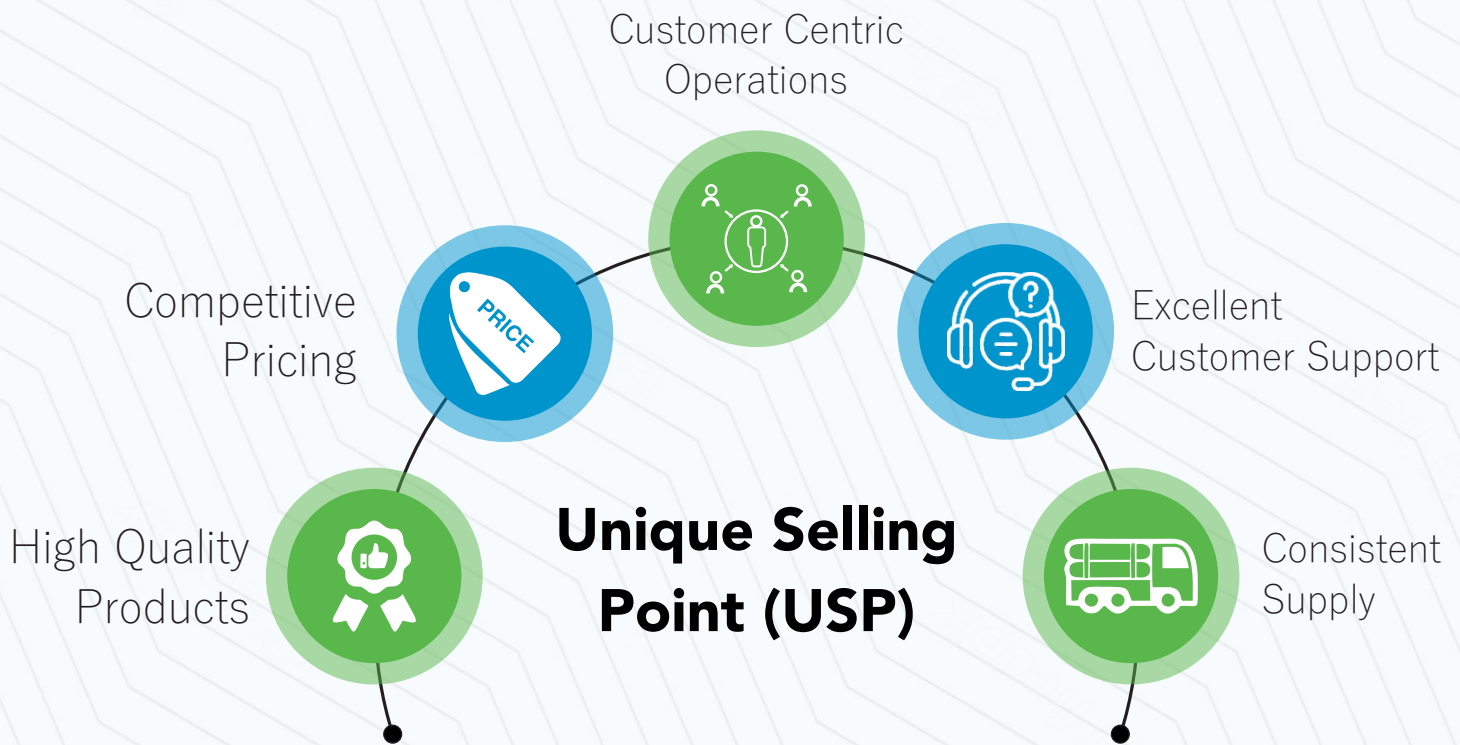 Customer Centric
Operations
Competitive
Pricing
PRICE
?
Excellent
Customer Support
High Quality
Products
Unique Selling
Point (USP)
Consistent
Supply